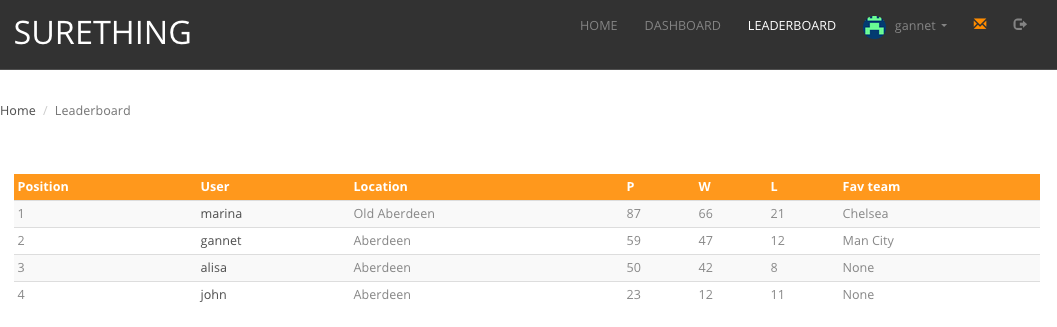 SURETHING
HOME DASHBOARD LEADERBOARD gannet
Home / Leaderboard
Position User Location P W L Fav team
1 marina Old Aberdeen 87 66 21 Chelsea
2 gannet Aberdeen 59 47 12 Man City
3 alisa Aberdeen 50 42 8 None
4 john Aberdeen 23 12 11 None